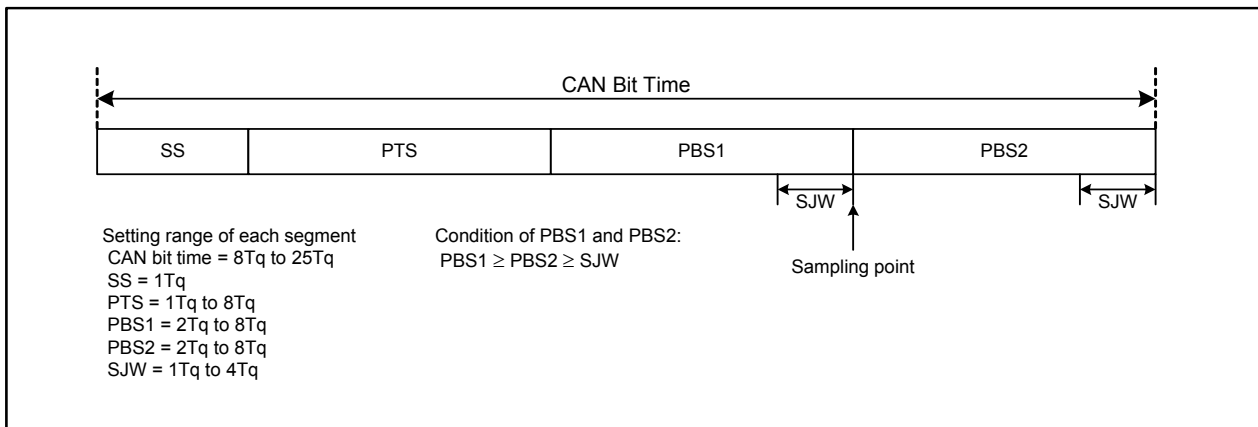 CAN Bit Time
SS PTS PBS1 PBS2
SJW SJW
Setting range of each segment
CAN bit time = 8Tq to 25Tq
SS = 1Tq
PTS = 1Tq to 8Tq
PBS1 = 2Tq to 8Tq
PBS2 = 2Tq to 8Tq
SJW = 1Tq to 4Tq
Condition of PBS1 and PBS2:
PBS1 ≥ PBS2 ≥ SJW
Sampling point